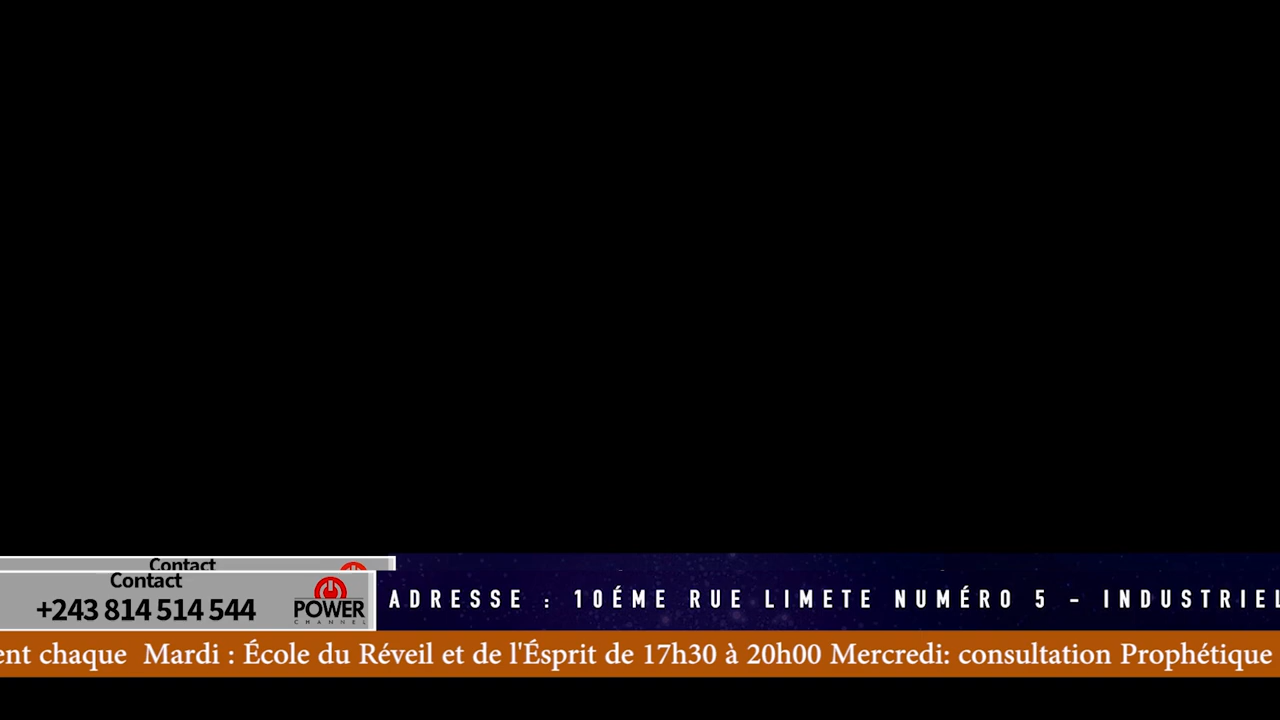 Contact
Contact
+243 814 514 544
POWER
CHANNEL
ADRESSE : 10ÉME RUE LIMETE NUMÉRO 5 - INDUSTRIEL
ent chaque Mardi : École du Réveil et de l'Ésprit de 17h30 à 20h00 Mercredi: consultation Prophétique